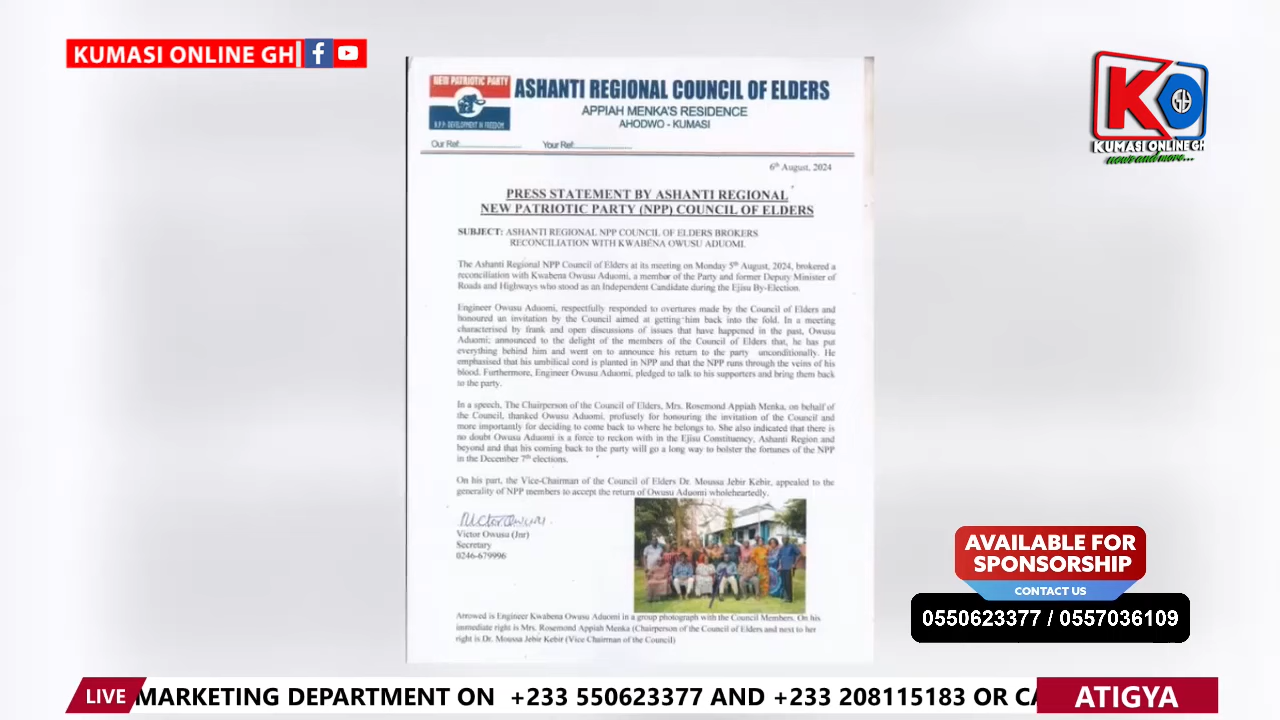 KUMASI ONLINE GH
NEW PATRIOTIC PARTY
N.P.P. DEVELOPMENT IN FREEDOM
ASHANTI REGIONAL COUNCIL OF ELDERS
APPIAH MENKA'S RESIDENCE
AHODWO - KUMASI
Our Ref:
Your Ref:
6th August, 2024
PRESS STATEMENT BY ASHANTI REGIONAL
NEW PATRIOTIC PARTY (NPP) COUNCIL OF ELDERS
SUBJECT: ASHANTI REGIONAL NPP COUNCIL OF ELDERS BROKERS
RECONCILIATION WITH KWABENA OWUSU ADUOMI.
The Ashanti Regional NPP Council of Elders at its meeting on Monday 5th August, 2024, brokered a
reconciliation with Kwabena Owusu Aduomi, a member of the Party and former Deputy Minister of
Roads and Highways who stood as an Independent Candidate during the Ejisu By-Election.
Engineer Owusu Aduomi, respectfully responded to overtures made by the Council of Elders and
honoured an invitation by the Council aimed at getting him back into the fold. In a meeting
characterised by frank and open discussions of issues that have happened in the past, Owusu
Aduomi; announced to the delight of the members of the Council of Elders that, he has put
everything behind him and went on to announce his return to the party unconditionally. He
emphasised that his umbilical cord is planted in NPP and that the NPP runs through the veins of his
blood. Furthermore, Engineer Owusu Aduomi, pledged to talk to his supporters and bring them back
to the party.
In a speech, The Chairperson of the Council of Elders, Mrs. Rosemond Appiah Menka, on behalf of
the Council, thanked Owusu Aduomi, profusely for honouring the invitation of the Council and
more importantly for deciding to come back to where he belongs to. She also indicated that there is
no doubt Owusu Aduomi is a force to reckon with in the Ejisu Constituency, Ashanti Region and
beyond and that his coming back to the party will go a long way to bolster the fortunes of the NPP
in the December 7th elections.
On his part, the Vice-Chairman of the Council of Elders Dr. Moussa Jebir Kebir, appealed to the
generality of NPP members to accept the return of Owusu Aduomi wholeheartedly.
Victor Owusu
Victor Owusu (Jnr)
Secretary
0246-679996
Arrowed is Engineer Kwabena Owusu Aduomi in a group photograph with the Council Members. On his
immediate right is Mrs. Rosemond Appiah Menka (Chairperson of the Council of Elders and next to her
right is Dr. Moussa Jebir Kebir (Vice Chairman of the Council)
KO
GH
KUMASI ONLINE GH
news and more...
AVAILABLE FOR
SPONSORSHIP
CONTACT US
0550623377 / 0557036109
LIVE
MARKETING DEPARTMENT ON +233 550623377 AND +233 208115183 OR CA
ATIGYA